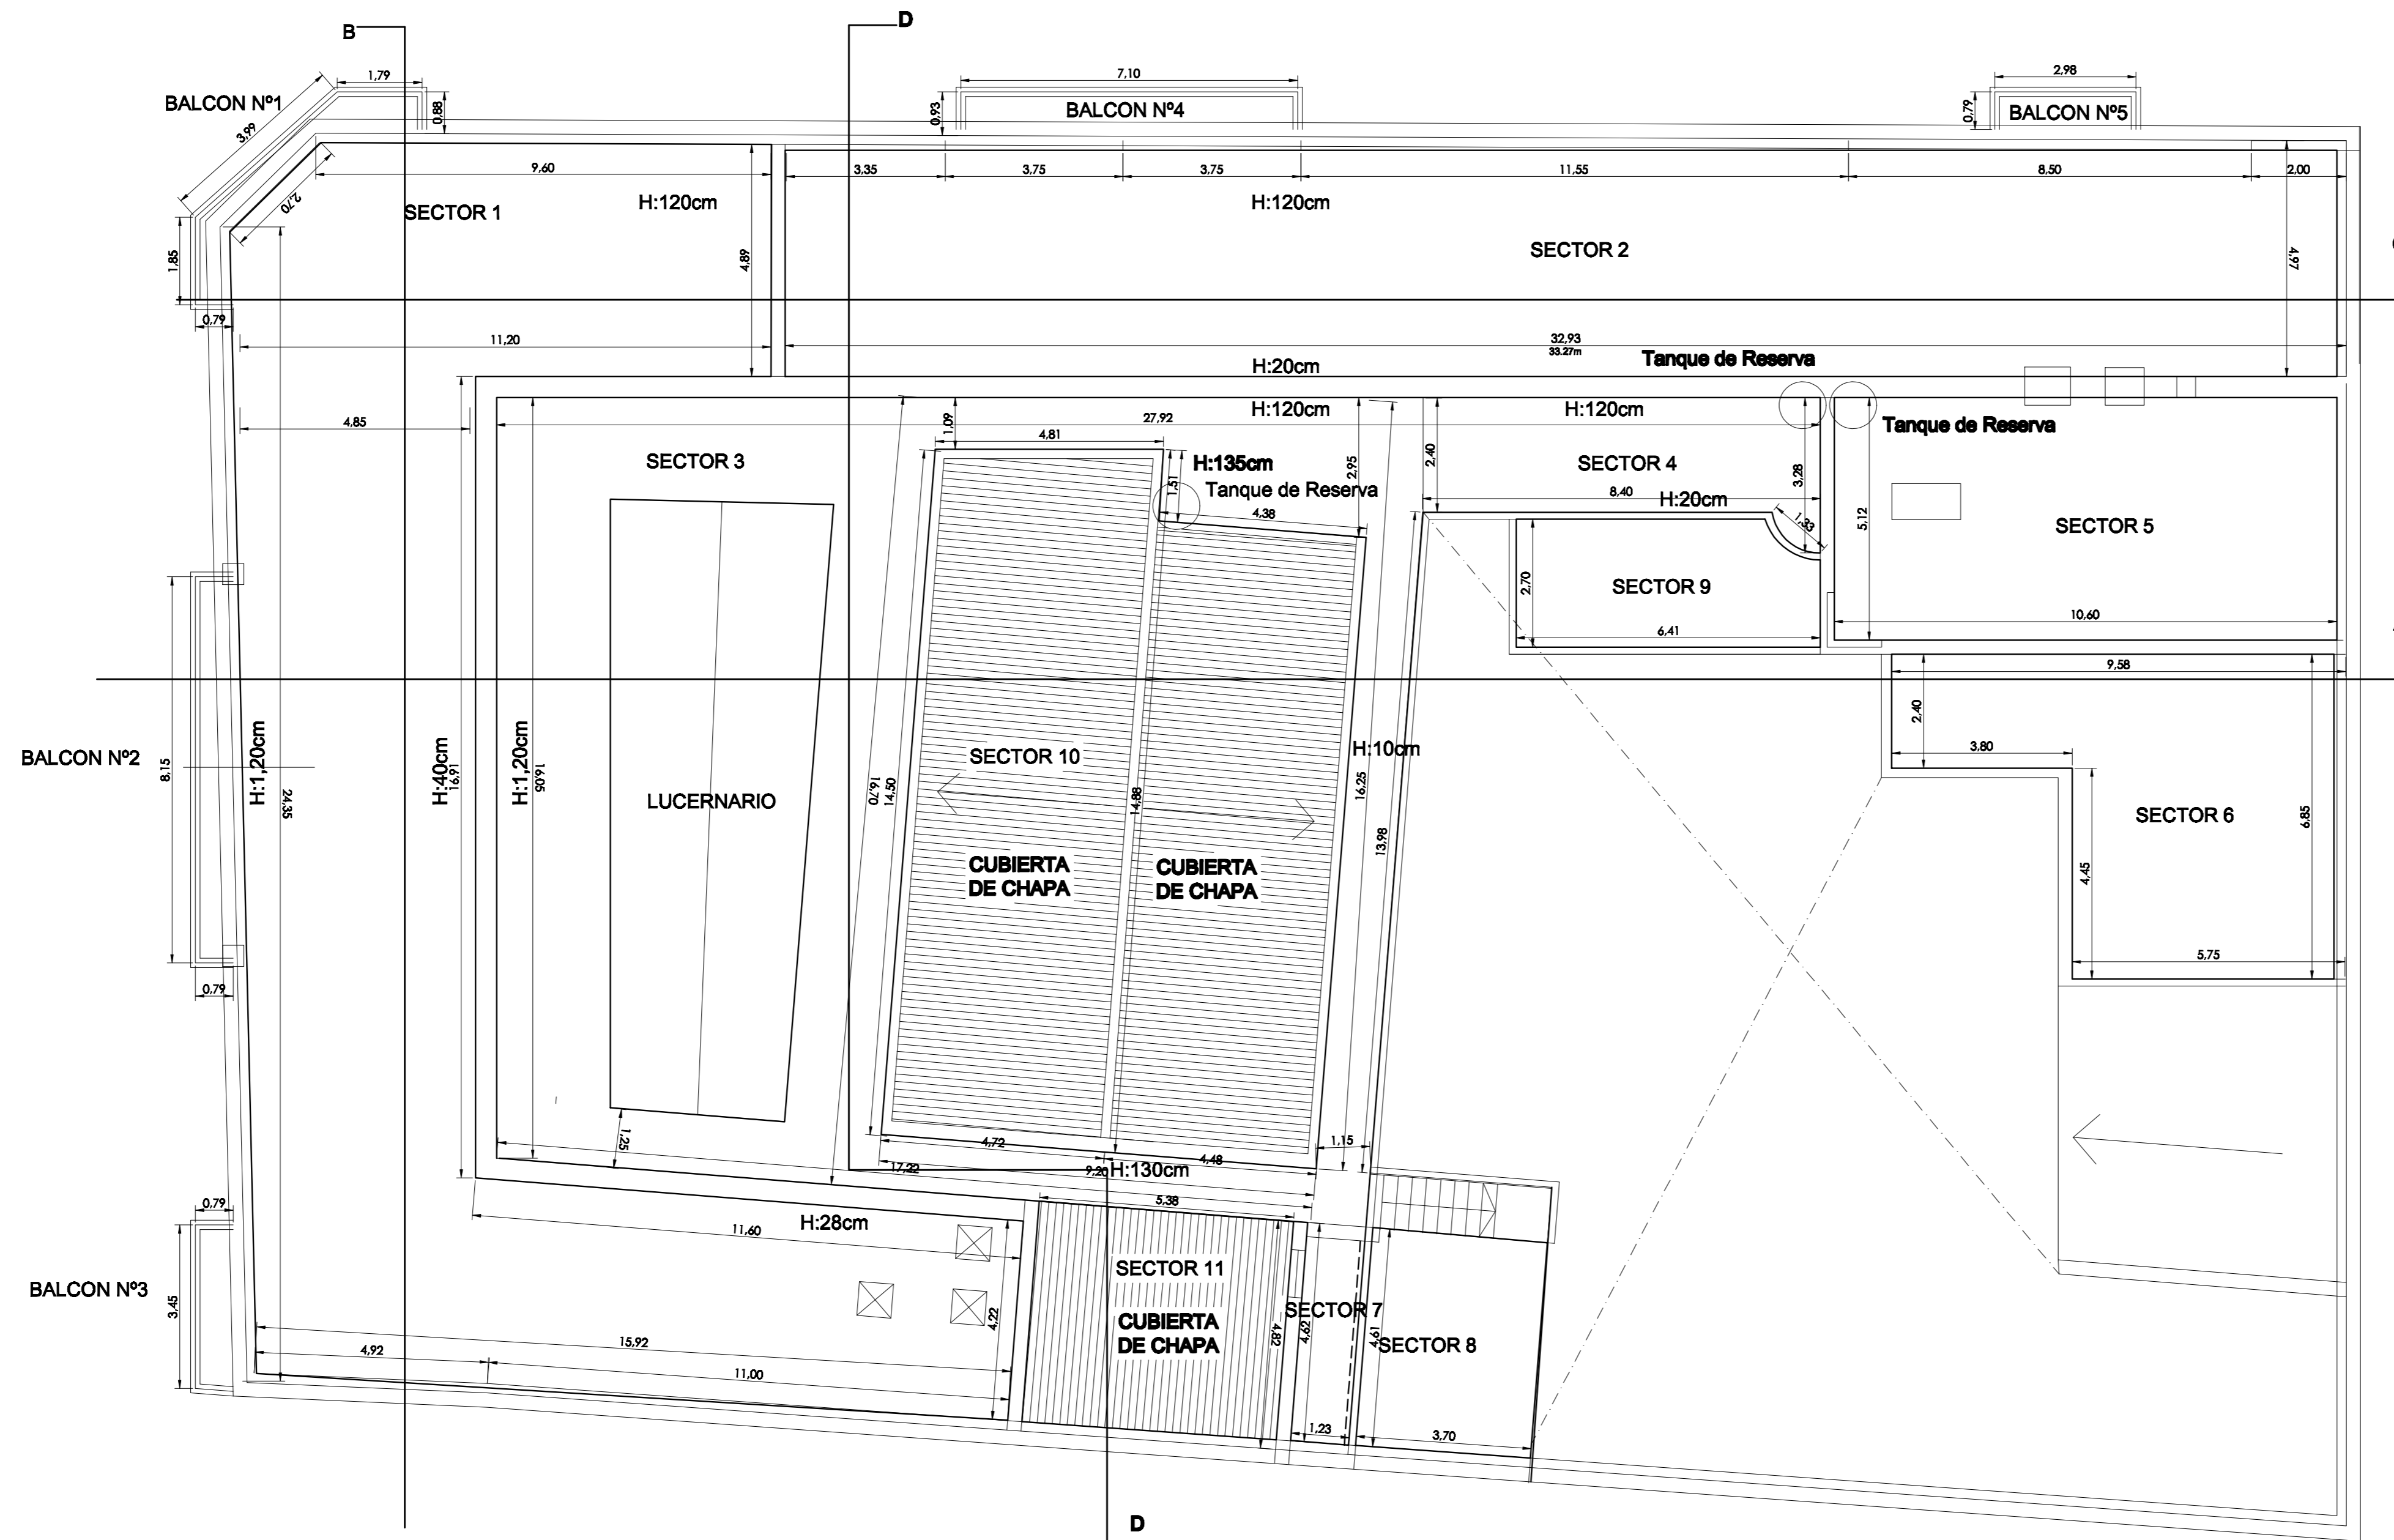 B
D
BALCON Nº1
1,79
0,88
3,99
7,10
0,93
BALCON Nº4
2,98
0,79
BALCON Nº5
9,60
2,70
SECTOR 1
H:120cm
4,89
3,35
3,75
3,75
11,55
8,50
2,00
H:120cm
SECTOR 2
4,97
1,85
0,79
11,20
32,93
33.27m
H:20cm
Tanque de Reserva
4,85
27,92
H:120cm
H:120cm
1,09
4,81
SECTOR 3
H:135cm
1,51
Tanque de Reserva
4,38
2,95
2,40
SECTOR 4
8,40
H:20cm
3,28
1,33
Tanque de Reserva
5,12
SECTOR 5
10,60
2,70
SECTOR 9
6,41
9,58
2,40
3,80
SECTOR 6
6,85
4,45
5,75
BALCON Nº2
8,15
0,79
H:1,20cm
24,35
H:40cm
16,91
H:1,20cm
16,05
LUCERNARIO
16,70
14,50
SECTOR 10
14,88
H:10cm
16,25
13,98
CUBIERTA
DE CHAPA
CUBIERTA
DE CHAPA
1,25
4,72
4,48
1,15
17,22
9,20
H:130cm
5,38
BALCON Nº3
0,79
3,45
11,60
H:28cm
4,22
SECTOR 11
CUBIERTA
DE CHAPA
4,82
4,62
SECTOR 7
4,61
SECTOR 8
15,92
4,92
11,00
1,23
3,70
D